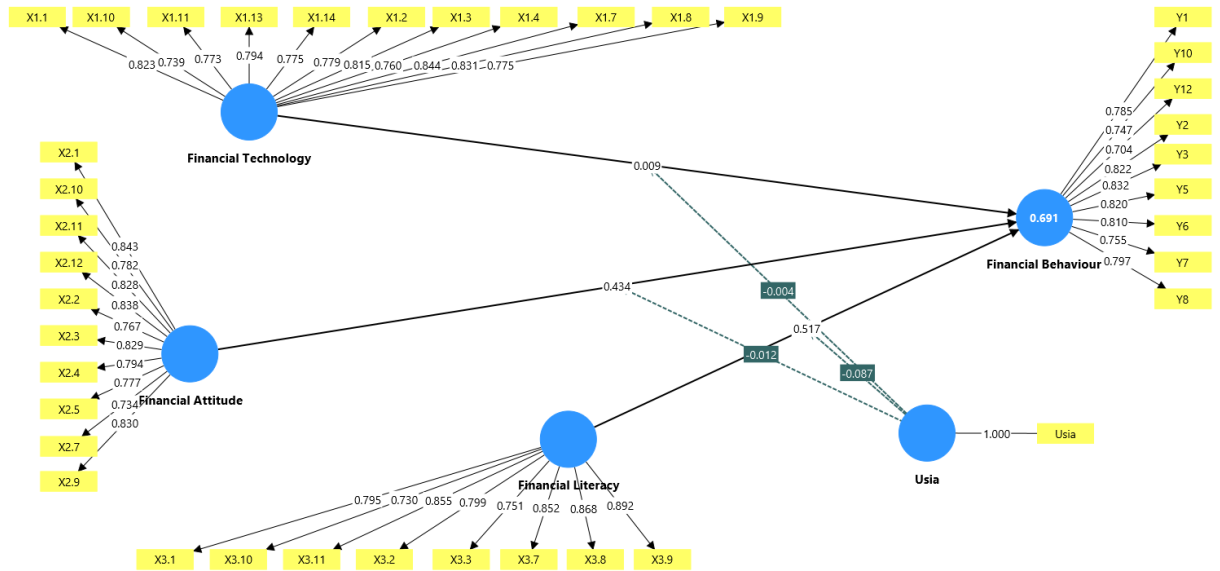 X1.1 X1.10 X1.11 X1.13 X1.14 X1.2 X1.3 X1.4 X1.7 X1.8 X1.9
0.823 0.739 0.773 0.794 0.775 0.779 0.815 0.760 0.844 0.831 0.775
Financial Technology
Y1
Y10
Y12
Y2
Y3
Y5
Y6
Y7
Y8
0.785
0.747
0.704
0.822
0.832
0.820
0.810
0.755
0.797
0.691
Financial Behaviour
0.009
0.434
0.517
-0.004
-0.012
-0.087
X2.1
X2.10
X2.11
X2.12
X2.2
X2.3
X2.4
X2.5
X2.7
X2.9
0.843
0.782
0.828
0.838
0.767
0.829
0.794
0.777
0.734
0.830
Financial Attitude
1.000
Usia
Usia
Financial Literacy
0.795 0.730 0.855 0.799 0.751 0.852 0.868 0.892
X3.1 X3.10 X3.11 X3.2 X3.3 X3.7 X3.8 X3.9